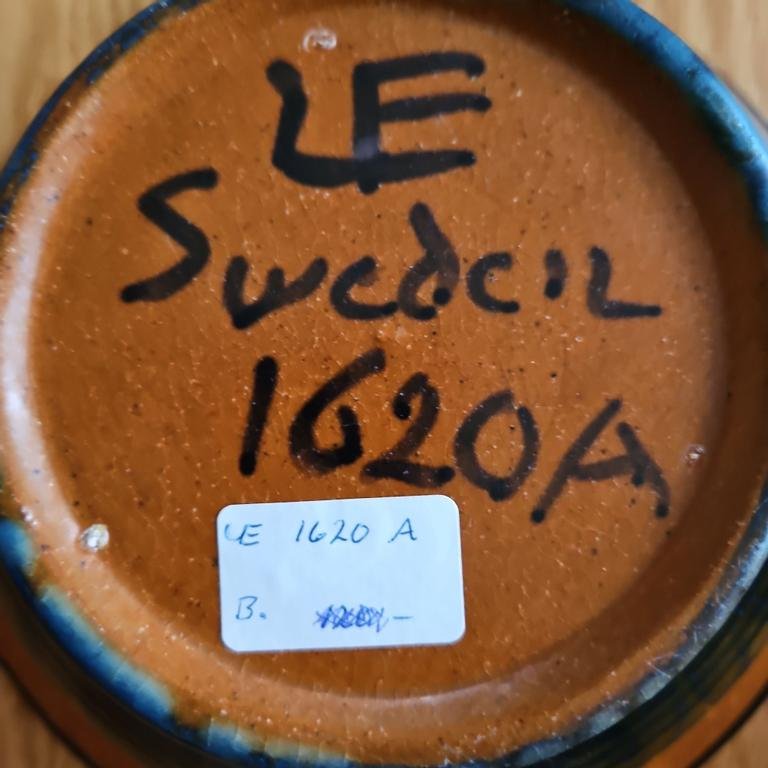 LE
Sweden
1620A
LE 1620 A
B. –